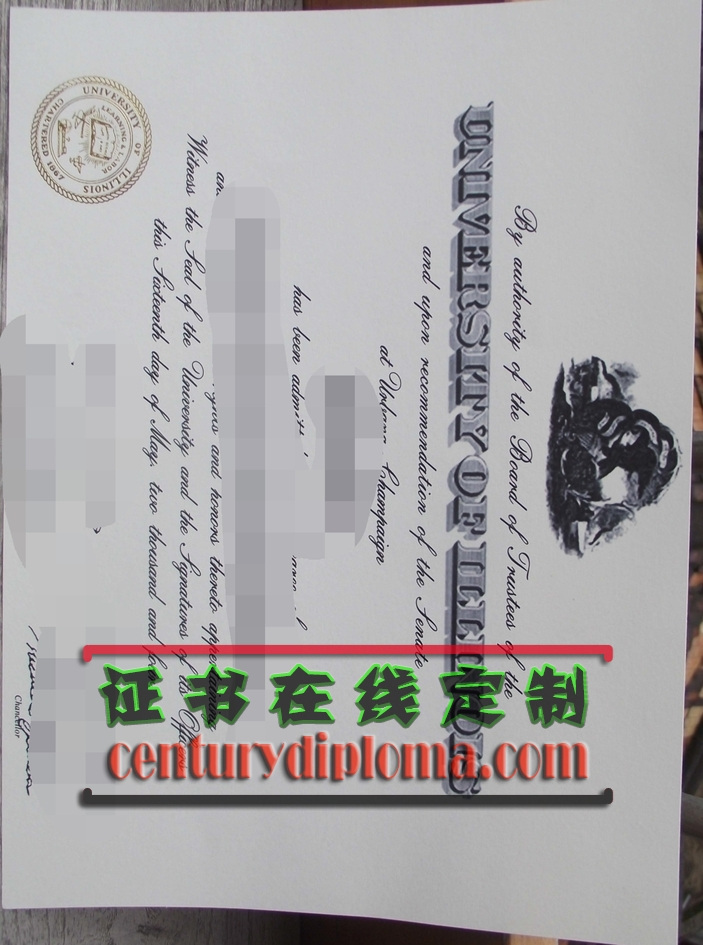 By authority of the Board of Trustees of the
UNIVERSITY OF ILLINOIS
and upon recommendation of the Senate
at Urbana-Champaign
has been
and honors thereto appertaining
Witness the Seal of the University and the Signatures of its Officers
this Sixteenth day of May, two thousand and
UNIVERSITY OF ILLINOIS
LEARNING & LABOR
CHARTERED 1867
Chancellor
证书在线定制
centurydiploma.com